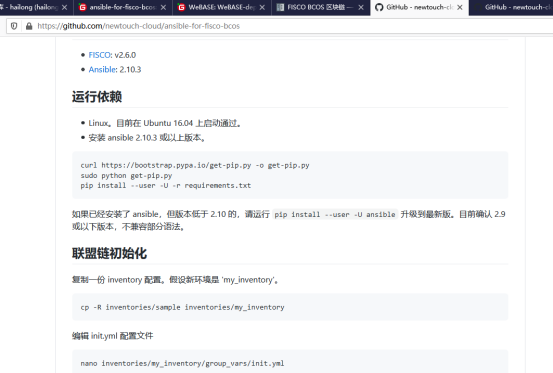 库 - hailong (hailong
ansible-for-fisco-bcos
WeBASE: WeBASE-dep
FISCO BCOS 区块链 —
GitHub - newtouch-clo
GitHub - newtouch-clo
https://github.com/newtouch-cloud/ansible-for-fisco-bcos
FISCO: v2.6.0
Ansible: 2.10.3
运行依赖
Linux。目前在 Ubuntu 16.04 上启动通过。
安装 ansible 2.10.3 或以上版本。
curl https://bootstrap.pypa.io/get-pip.py -o get-pip.py
sudo python get-pip.py
pip install --user -U -r requirements.txt
如果已经安装了 ansible，但版本低于 2.10 的，请运行 pip install --user -U ansible 升级到最新版。目前确认 2.9
或以下版本，不兼容部分语法。
联盟链初始化
复制一份 inventory 配置。假设新环境是 'my_inventory'。
cp -R inventories/sample inventories/my_inventory
编辑 init.yml 配置文件
nano inventories/my_inventory/group_vars/init.yml